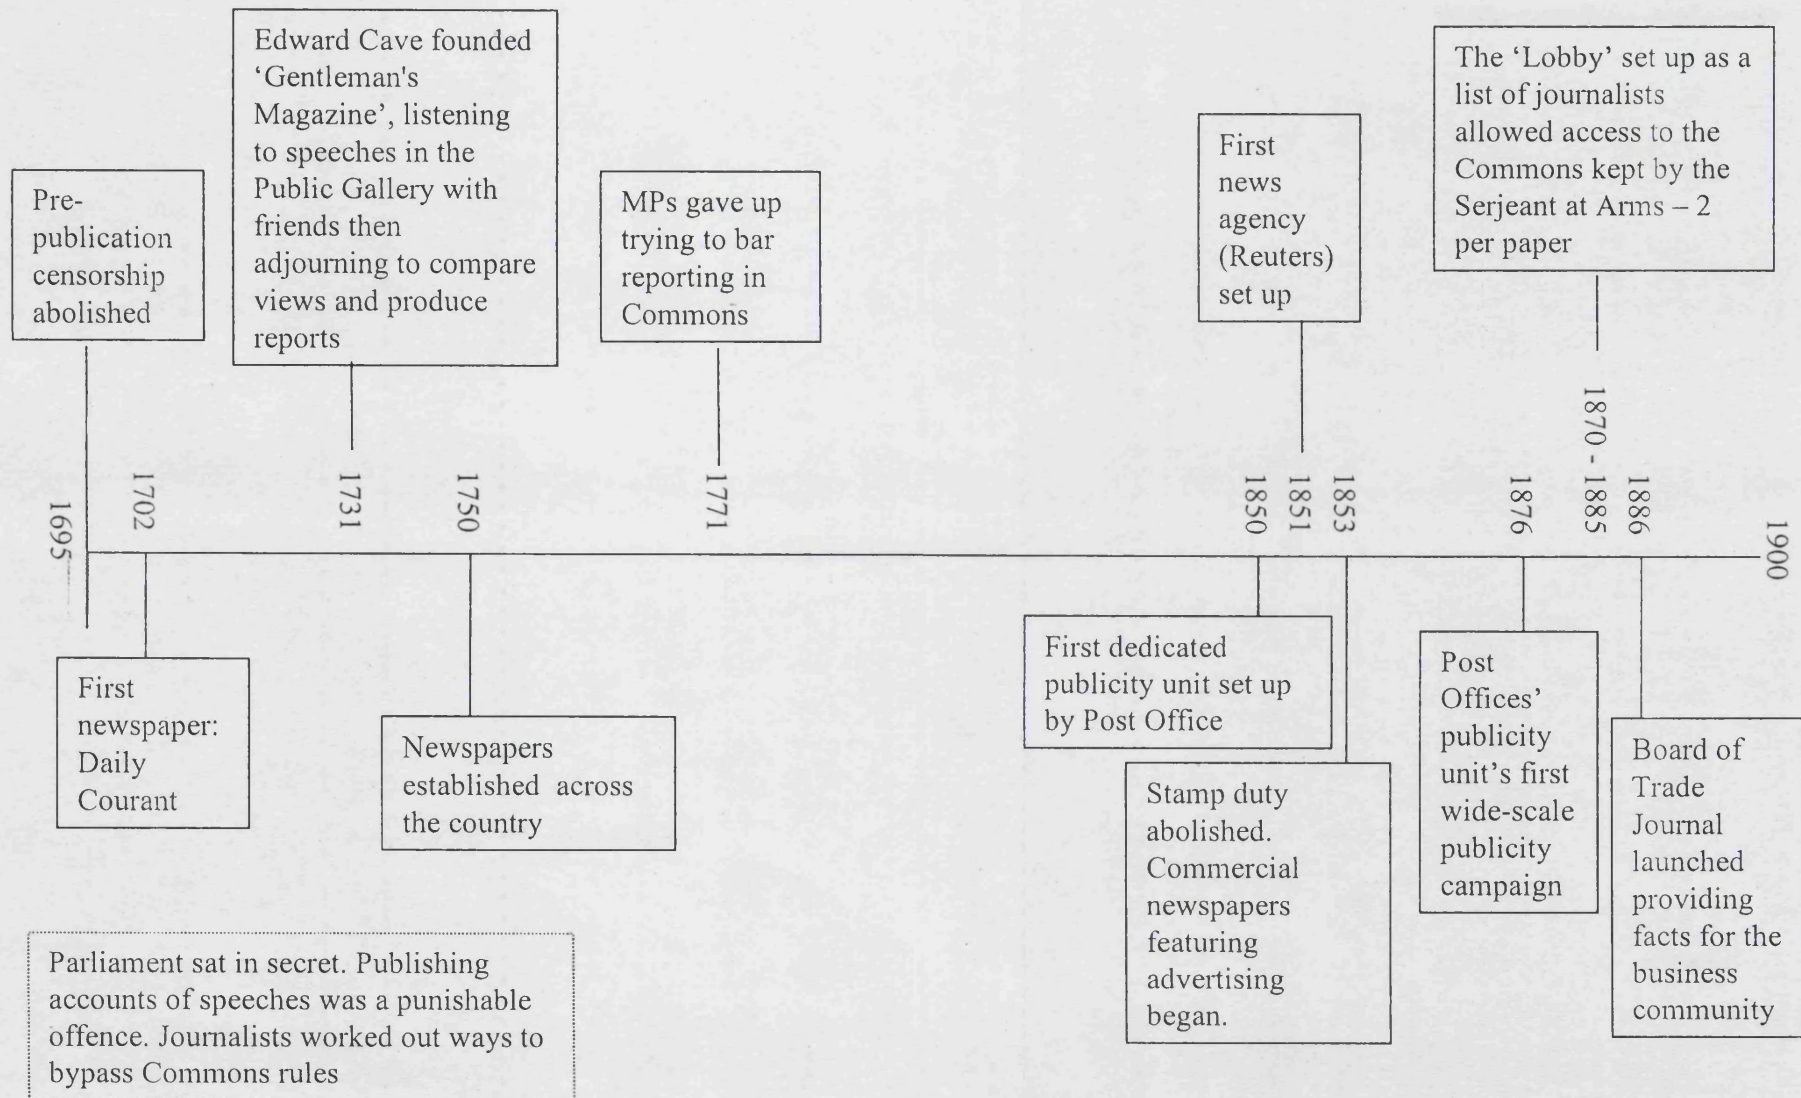 Pre-
publication
censorship
abolished
Edward Cave founded
‘Gentleman's
Magazine’, listening
to speeches in the
Public Gallery with
friends then
adjourning to compare
views and produce
reports
MPs gave up
trying to bar
reporting in
Commons
First
news
agency
(Reuters)
set up
The ‘Lobby’ set up as a
list of journalists
allowed access to the
Commons kept by the
Serjeant at Arms – 2
per paper
1695
1702
1731
1750
1771
1850
1851
1853
1876
1870 - 1885
1886
1900
First
newspaper:
Daily
Courant
Newspapers
established across
the country
First dedicated
publicity unit set up
by Post Office
Stamp duty
abolished.
Commercial
newspapers
featuring
advertising
began.
Post
Offices’
publicity
unit's first
wide-scale
publicity
campaign
Board of
Trade
Journal
launched
providing
facts for the
business
community
Parliament sat in secret. Publishing
accounts of speeches was a punishable
offence. Journalists worked out ways to
bypass Commons rules